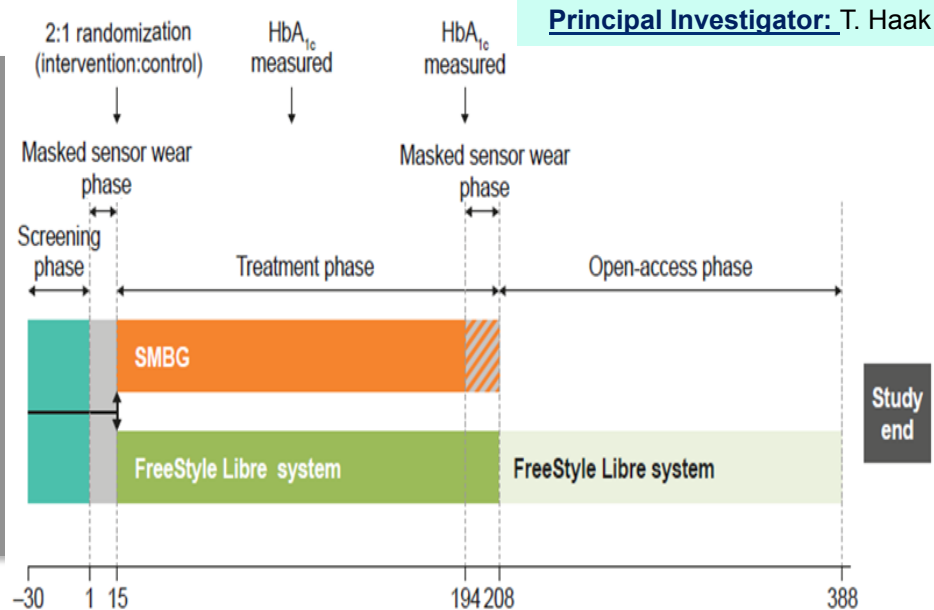 Principal Investigator: T. Haak
2:1 randomization
(intervention:control)
HbA1c
measured
HbA1c
measured
Masked sensor wear
phase
Masked sensor wear
phase
Screening
phase
Treatment phase
Open-access phase
SMBG
Study
end
FreeStyle Libre system
FreeStyle Libre system
–30 1 15 194 208 388